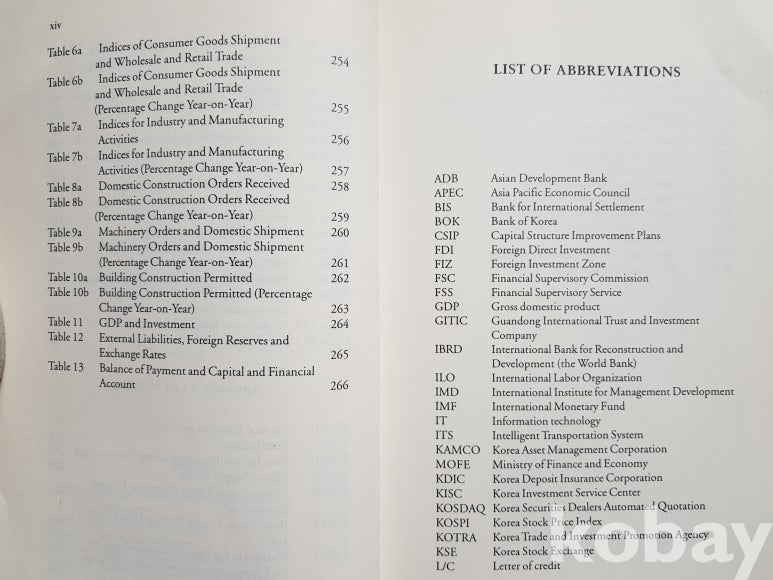 xiv
Table 6a Indices of Consumer Goods Shipment
and Wholesale and Retail Trade 254
Table 6b Indices of Consumer Goods Shipment
and Wholesale and Retail Trade
(Percentage Change Year-on-Year) 255
Table 7a Indices for Industry and Manufacturing
Activities 256
Table 7b Indices for Industry and Manufacturing
Activities (Percentage Change Year-on-Year) 257
Table 8a Domestic Construction Orders Received 258
Table 8b Domestic Construction Orders Received
(Percentage Change Year-on-Year) 259
Table 9a Machinery Orders and Domestic Shipment 260
Table 9b Machinery Orders and Domestic Shipment
(Percentage Change Year-on-Year) 261
Table 10a Building Construction Permitted 262
Table 10b Building Construction Permitted (Percentage
Change Year-on-Year) 263
Table 11 GDP and Investment 264
Table 12 External Liabilities, Foreign Reserves and
Exchange Rates 265
Table 13 Balance of Payment and Capital and Financial
Account 266
LIST OF ABBREVIATIONS
ADB Asian Development Bank
APEC Asia Pacific Economic Council
BIS Bank for International Settlement
BOK Bank of Korea
CSIP Capital Structure Improvement Plans
FDI Foreign Direct Investment
FIZ Foreign Investment Zone
FSC Financial Supervisory Commission
FSS Financial Supervisory Service
GDP Gross domestic product
GITIC Guandong International Trust and Investment
Company
IBRD International Bank for Reconstruction and
Development (the World Bank)
ILO International Labor Organization
IMD International Institute for Management Development
IMF International Monetary Fund
IT Information technology
ITS Intelligent Transportation System
KAMCO Korea Asset Management Corporation
MOFE Ministry of Finance and Economy
KDIC Korea Deposit Insurance Corporation
KISC Korea Investment Service Center
KOSDAQ Korea Securities Dealers Automated Quotation
KOSPI Korea Stock Price Index
KOTRA Korea Trade and Investment Promotion Agency
KSE Korea Stock Exchange
L/C Letter of credit
kobay